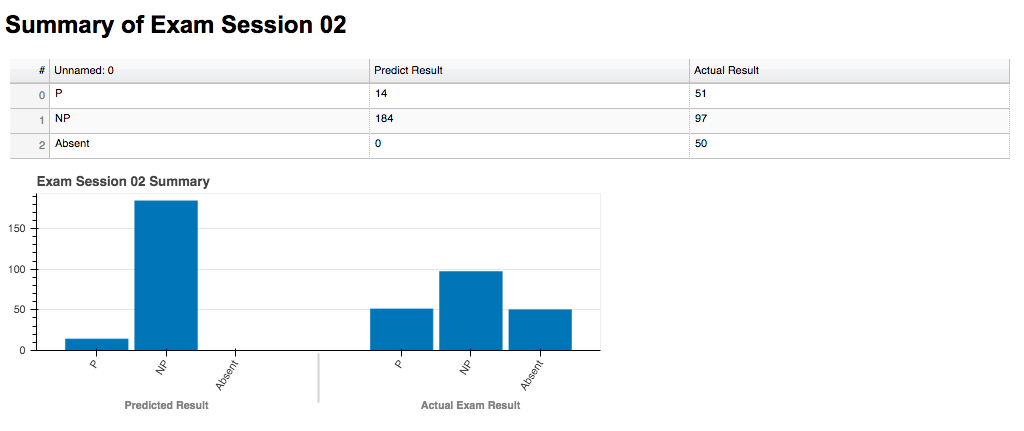 Summary of Exam Session 02
# Unnamed: 0 Predict Result Actual Result
0 P 14 51
1 NP 184 97
2 Absent 0 50
Exam Session 02 Summary
150
100
50
0
P NP Absent P NP Absent
Predicted Result Actual Exam Result